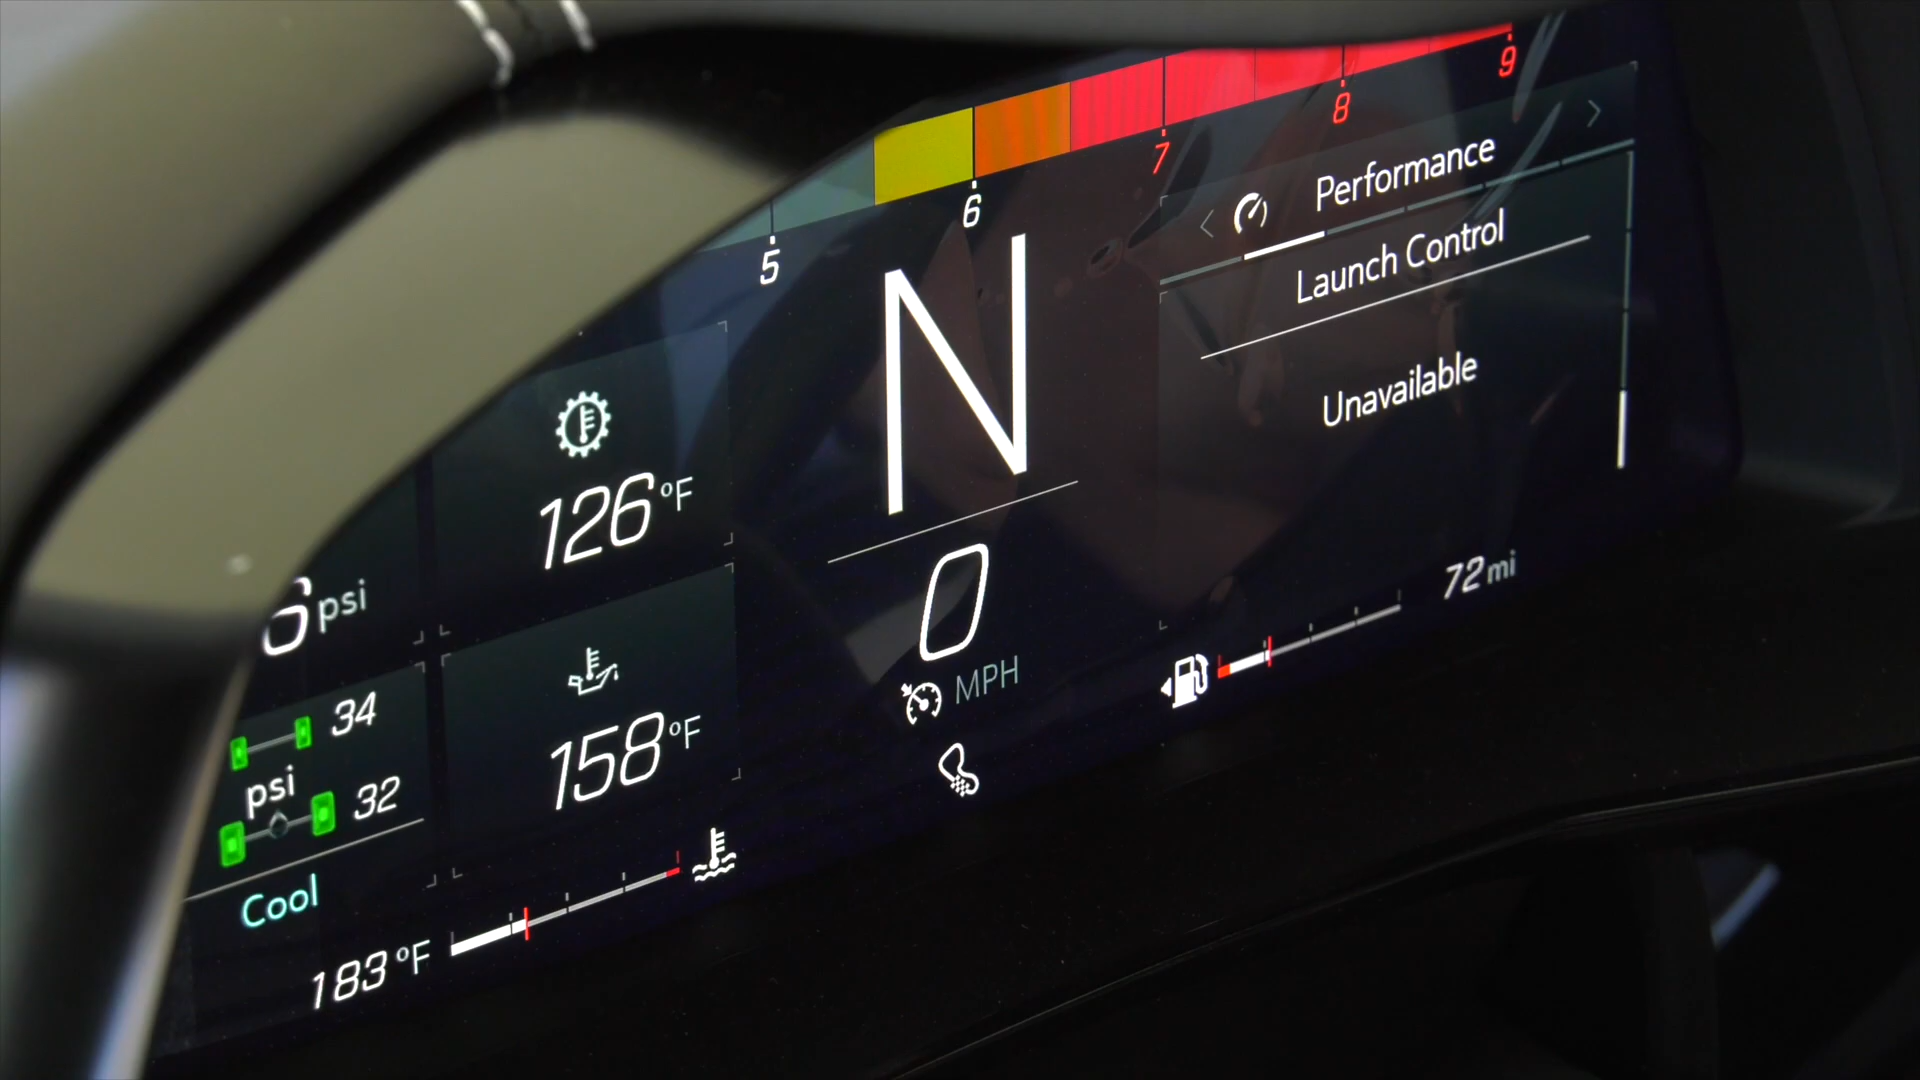 9
8
7
6
5
Performance
Launch Control
Unavailable
N
126 °F
psi
0
MPH
158 °F
34
psi
32
Cool
183 °F
72 mi